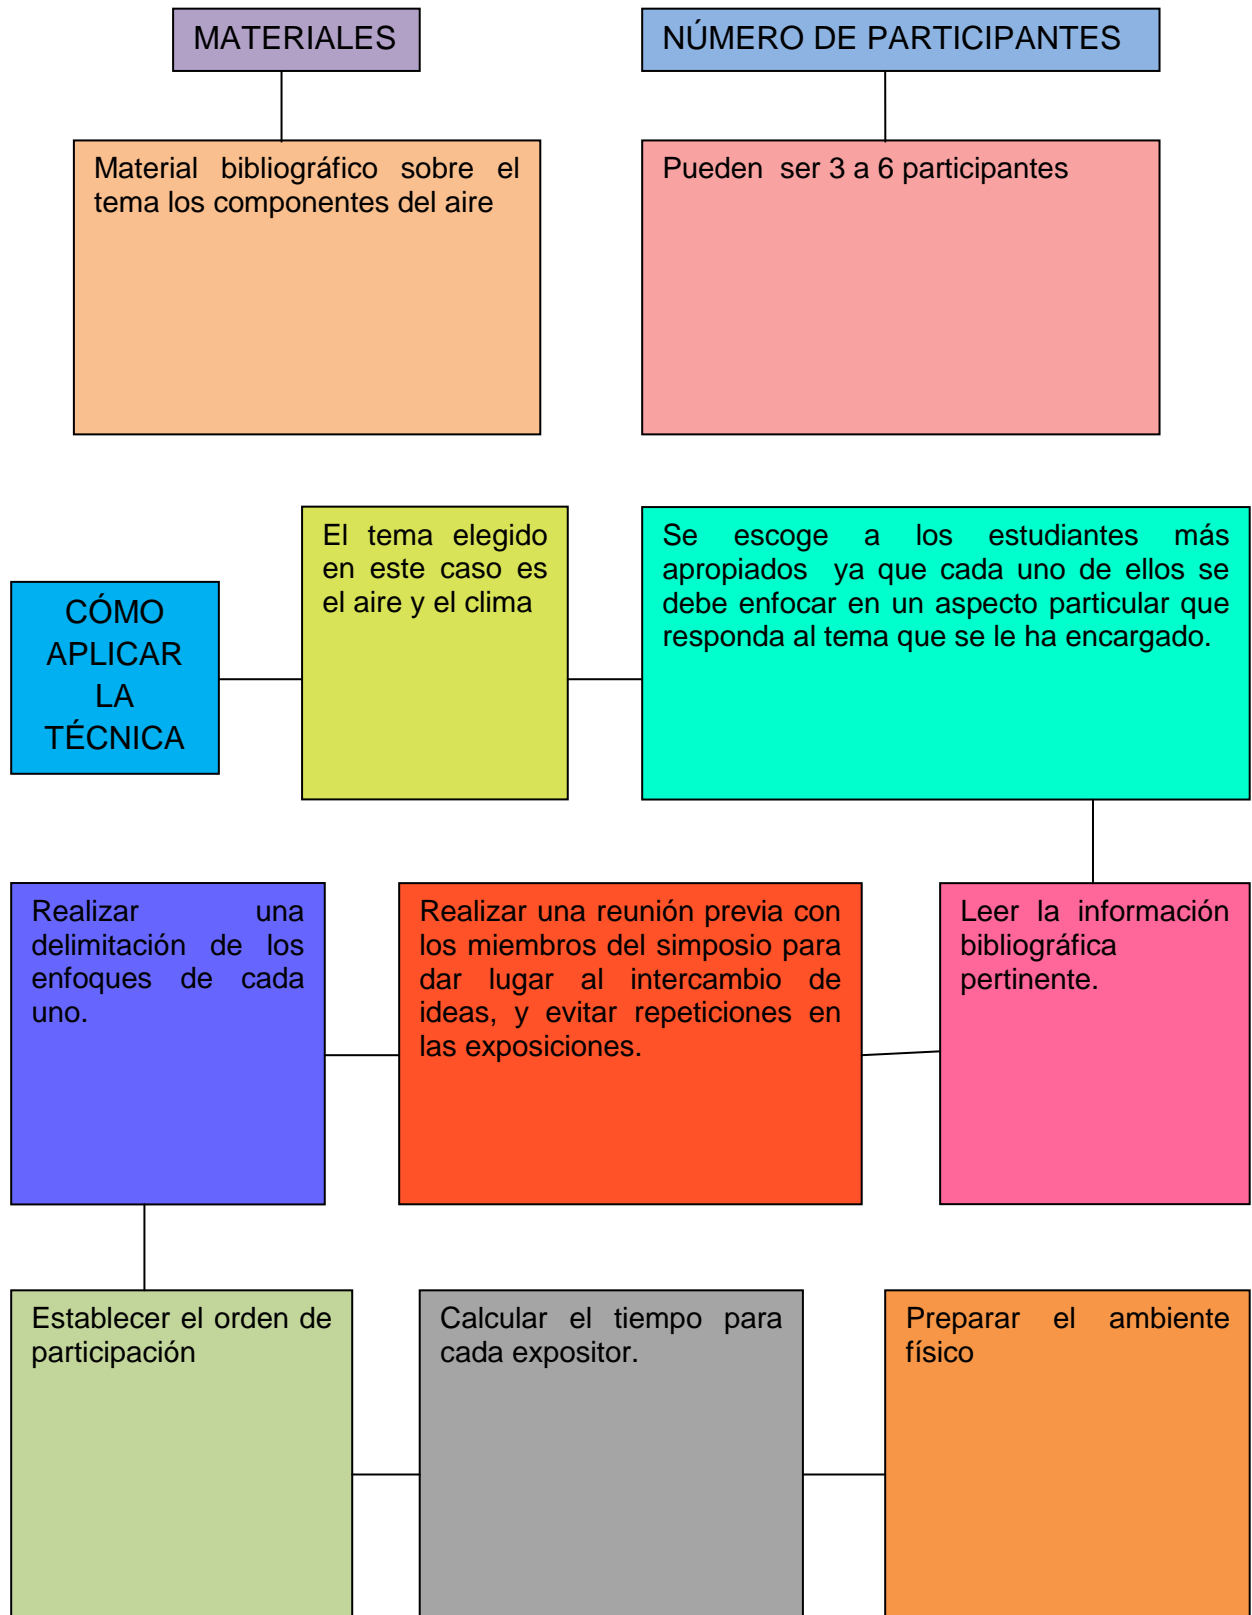 MATERIALES
NÚMERO DE PARTICIPANTES
Material bibliográfico sobre el
tema los componentes del aire
Pueden ser 3 a 6 participantes
CÓMO
APLICAR
LA
TÉCNICA
El tema elegido
en este caso es
el aire y el clima
Se escoge a los estudiantes más
apropiados ya que cada uno de ellos se
debe enfocar en un aspecto particular que
responda al tema que se le ha encargado.
Realizar una
delimitación de los
enfoques de cada
uno.
Realizar una reunión previa con
los miembros del simposio para
dar lugar al intercambio de
ideas, y evitar repeticiones en
las exposiciones.
Leer la información
bibliográfica
pertinente.
Establecer el orden de
participación
Calcular el tiempo para
cada expositor.
Preparar el ambiente
físico